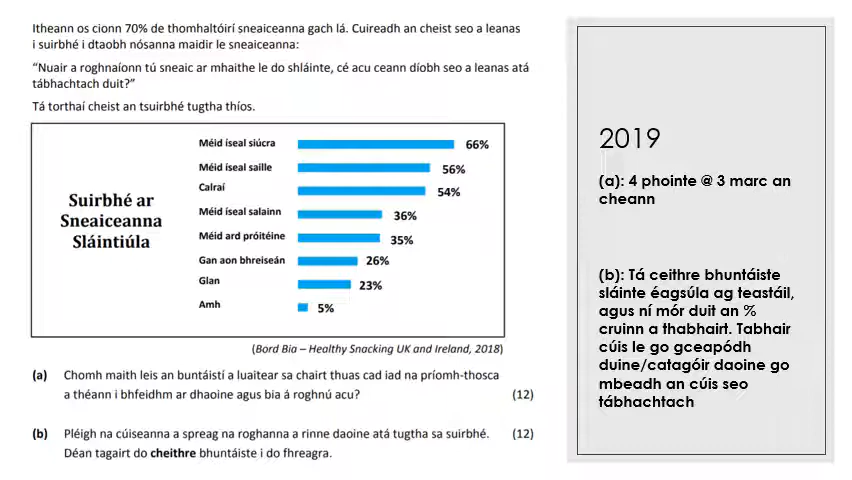 Itheann os cionn 70% de thomhaltóirí sneaiceanna gach lá. Cuireadh an cheist seo a leanas
i suirbhé i dtaobh nósanna maidir le sneaiceanna:
“Nuair a roghnaíonn tú sneaic ar mhaithe le do shláinte, cé acu ceann díobh seo a leanas atá
tábhachtach duit?”
Tá torthaí cheist an tsuirbhé tugtha thíos.
Suirbhé ar
Sneaiceanna
Sláintiúla
Méid íseal siúcra 66%
Méid íseal saille 56%
Calraí 54%
Méid íseal salainn 36%
Méid ard próitéine 35%
Gan aon bhreiseán 26%
Glan 23%
Amh 5%
(Bord Bia – Healthy Snacking UK and Ireland, 2018)
(a) Chomh maith leis an buntáistí a luaitear sa chairt thuas cad iad na príomh-thosca
a théann i bhfeidhm ar dhaoine agus bia á roghnú acu? (12)
(b) Pléigh na cúiseanna a spreag na roghanna a rinne daoine atá tugtha sa suirbhé. (12)
Déan tagairt do cheithre bhuntáiste i do fhreagra.
2019
(a): 4 phointe @ 3 marc an
cheann
(b): Tá ceithre bhuntáiste
sláinte éagsúla ag teastáil,
agus ní mór duit an %
cruinn a thabhairt. Tabhair
cúis le go gceapódh
duine/catagóir daoine go
mbeadh an cúis seo
tábhachtach